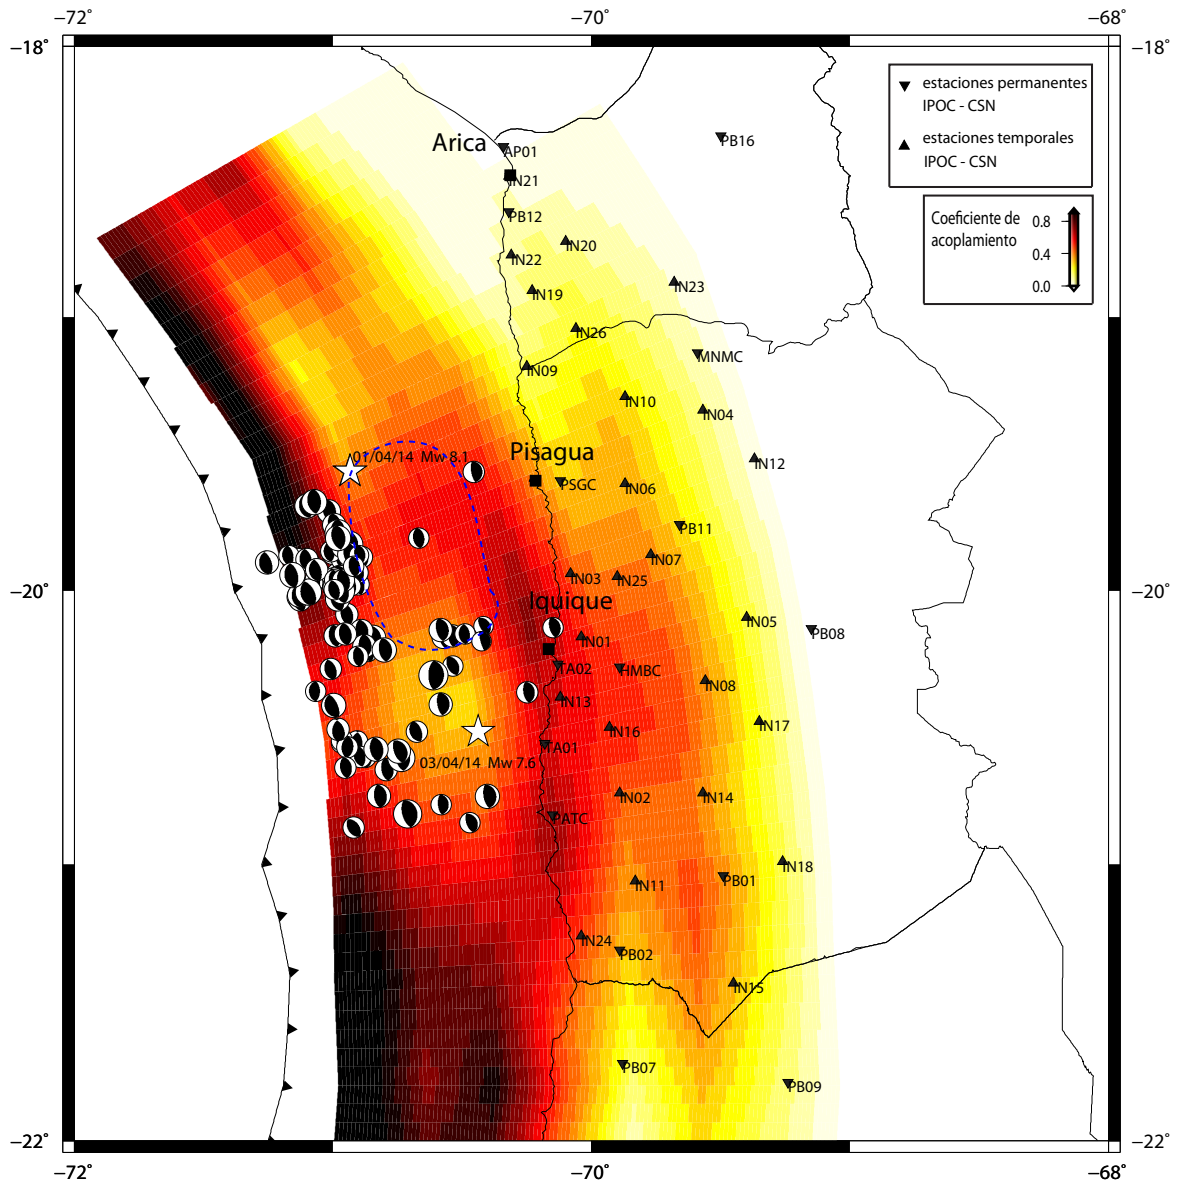 −72˚
−70
−68˚
−18˚
−18˚
estaciones permanentes
IPOC - CSN
estaciones temporales
IPOC - CSN
Coeficiente de
acoplamiento
0.8
0.4
0.0
Arica
AP01
PB16
IN21
PB12
IN20
IN22
IN23
IN19
IN26
MNMC
IN09
IN10
IN04
01/04/14 Mw 8.1
Pisagua
IN12
PSGC
IN06
PB11
IN07
IN03
IN25
−20˚
−20˚
Iquique
IN05
PB08
IN01
TA02
HMBC
IN08
IN13
IN17
IN16
TA01
03/04/14 Mw 7.6
IN02
IN14
PATC
IN18
PB01
IN11
IN24
PB02
IN15
PB07
PB09
−22˚
−22˚
−72˚
−70
−68˚